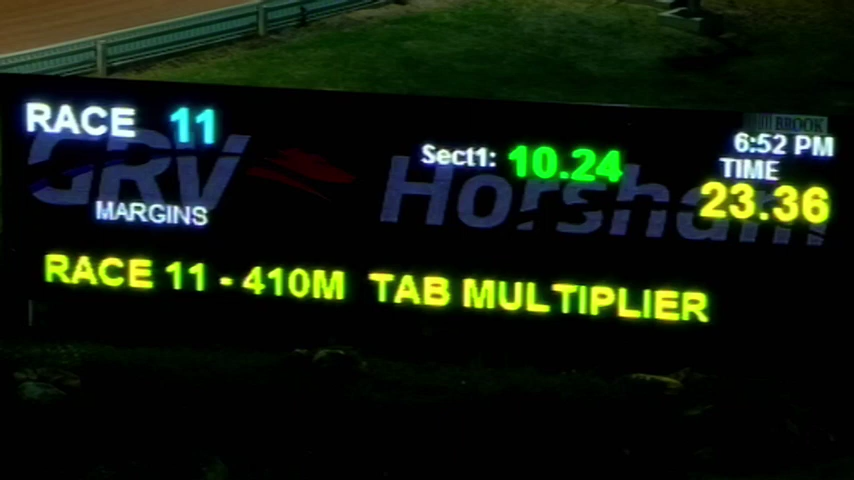 RACE 11
BROOK
6:52 PM
Sect1: 10.24
TIME
23.36
GRV Horsham
MARGINS
RACE 11 - 410M TAB MULTIPLIER